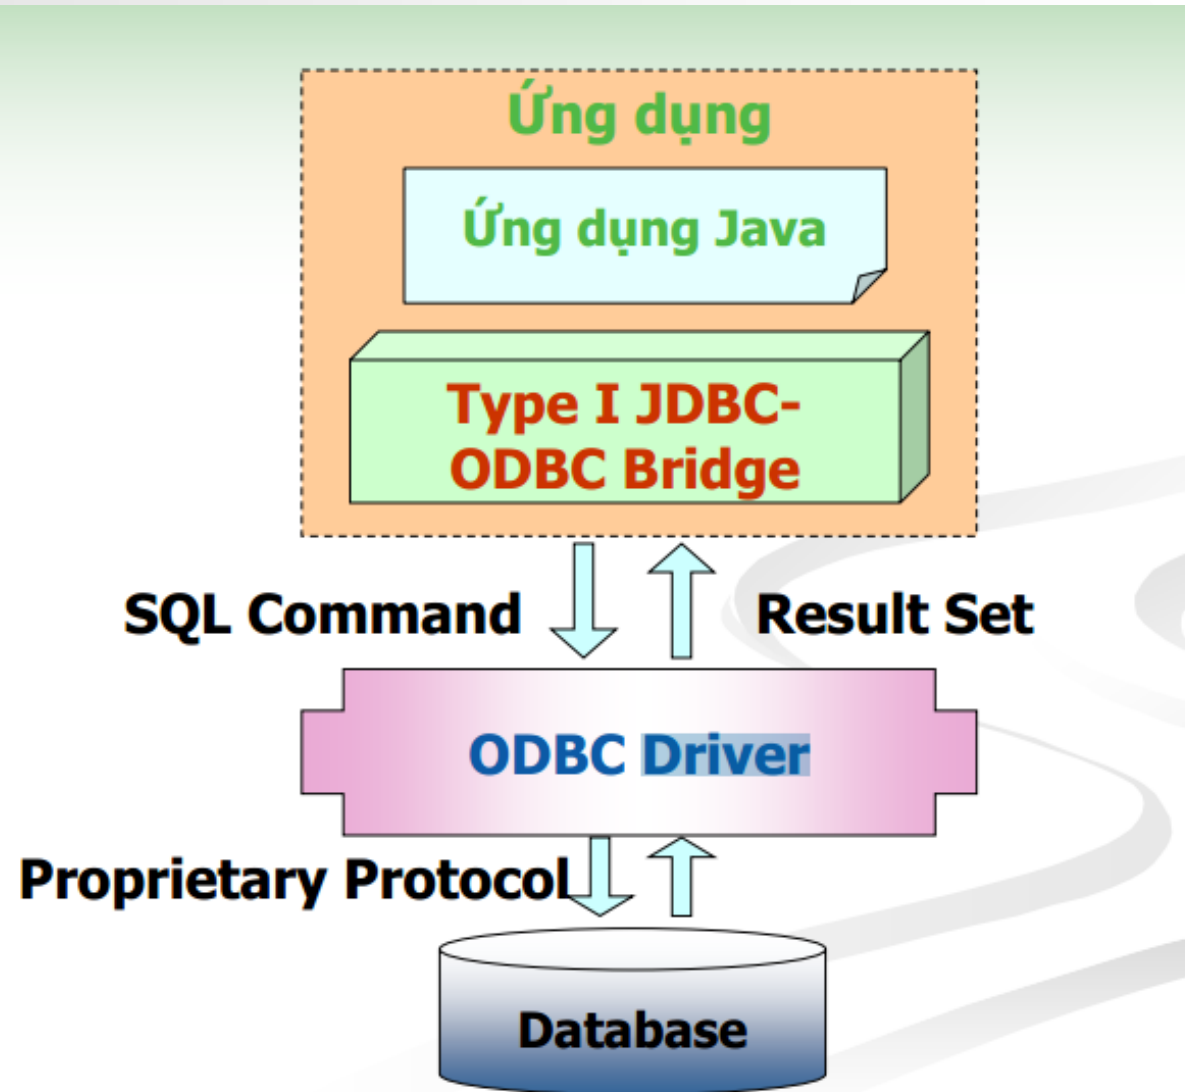 Ứng dụng
Ứng dụng Java
Type I JDBC-
ODBC Bridge
SQL Command
Result Set
ODBC Driver
Proprietary Protocol
Database